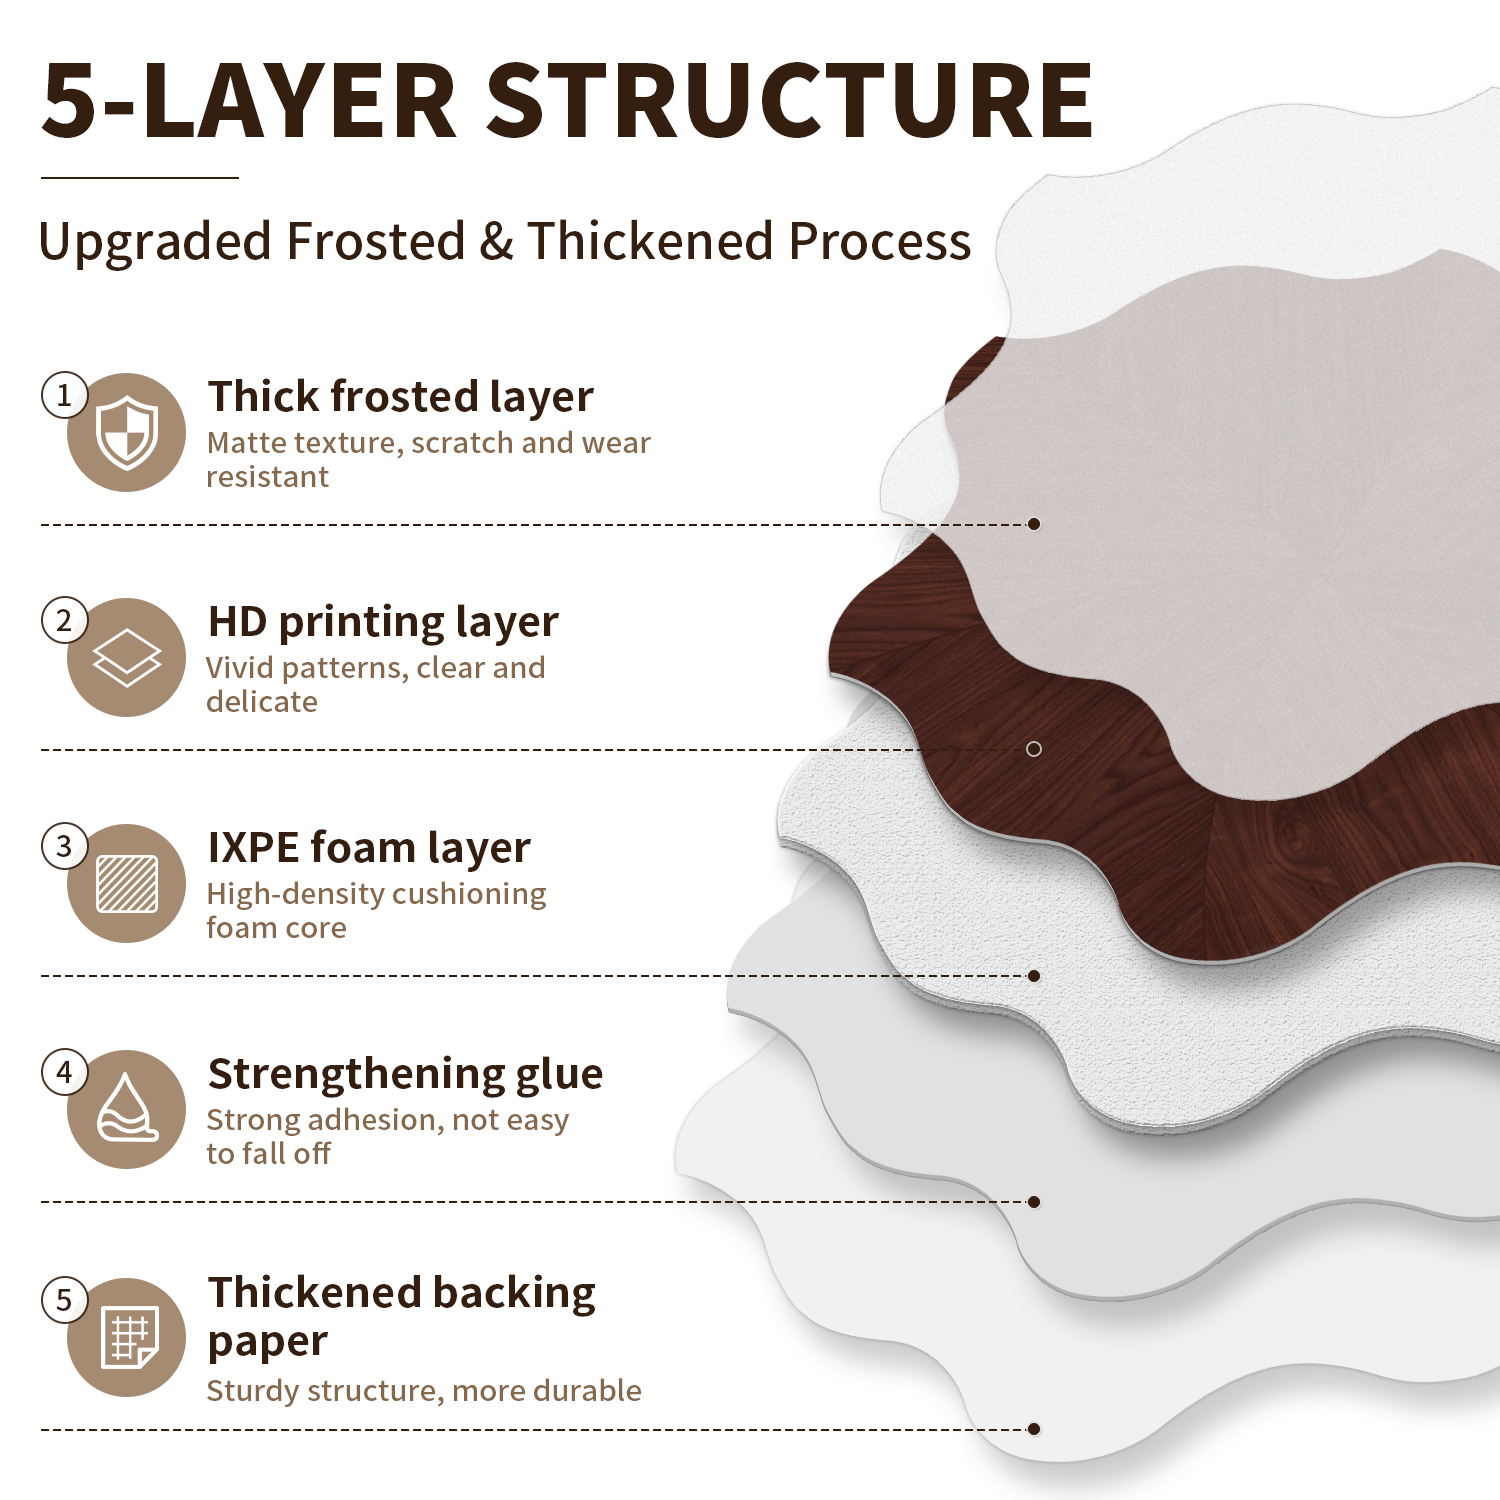 5-LAYER STRUCTURE
Upgraded Frosted & Thickened Process
1
Thick frosted layer
Matte texture, scratch and wear
resistant
2
HD printing layer
Vivid patterns, clear and
delicate
3
IXPE foam layer
High-density cushioning
foam core
4
Strengthening glue
Strong adhesion, not easy
to fall off
5
Thickened backing
paper
Sturdy structure, more durable